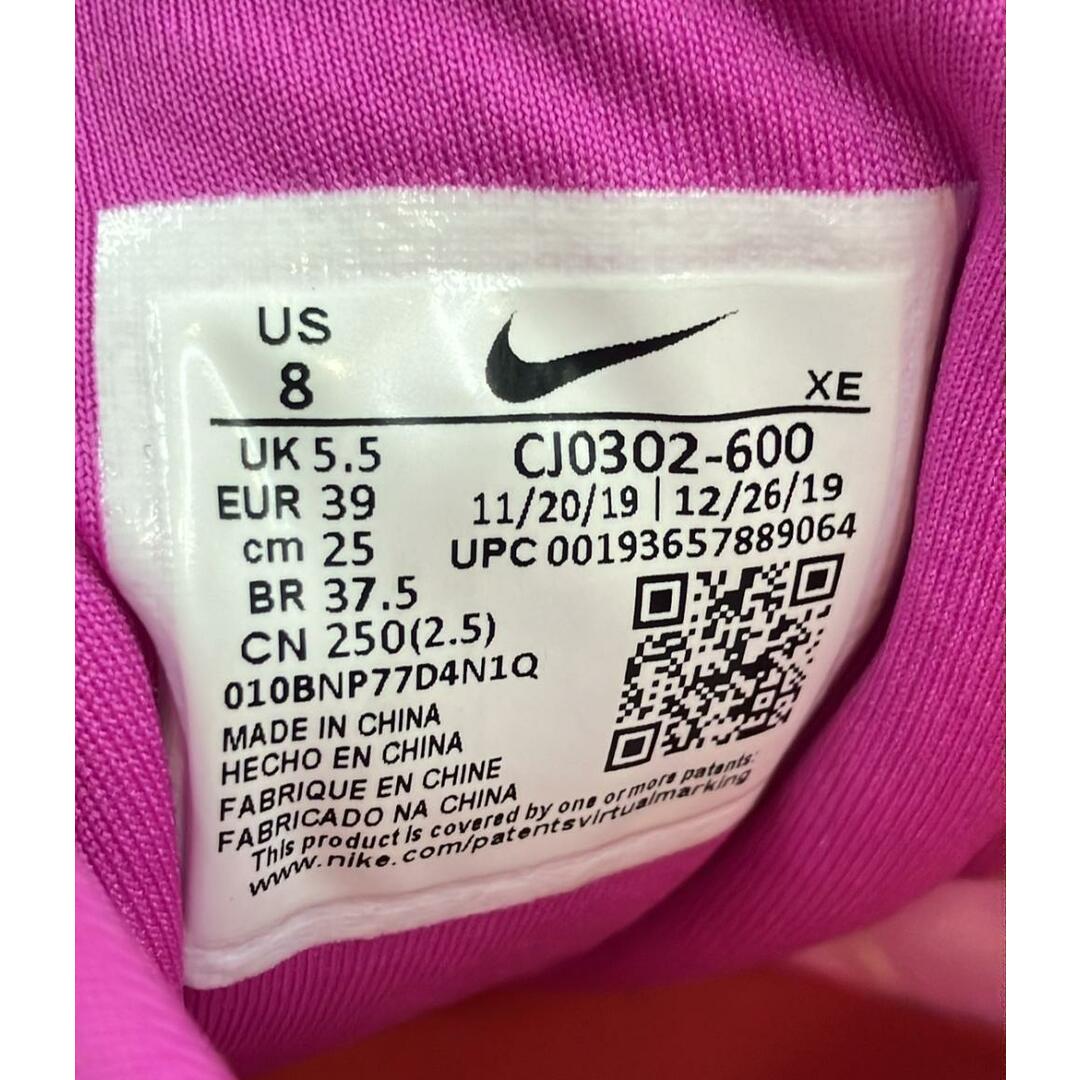 US
8
XE
UK 5.5
EUR 39
cm 25
BR 37.5
CN 250(2.5)
CJ0302-600
11/20/19 | 12/26/19
UPC 00193657889064
010BNP77D4N1Q
MADE IN CHINA
HECHO EN CHINA
FABRIQUE EN CHINE
FABRICADO NA CHINA
This product is covered by one or more patents:
www.nike.com/patentsvirtualmarking